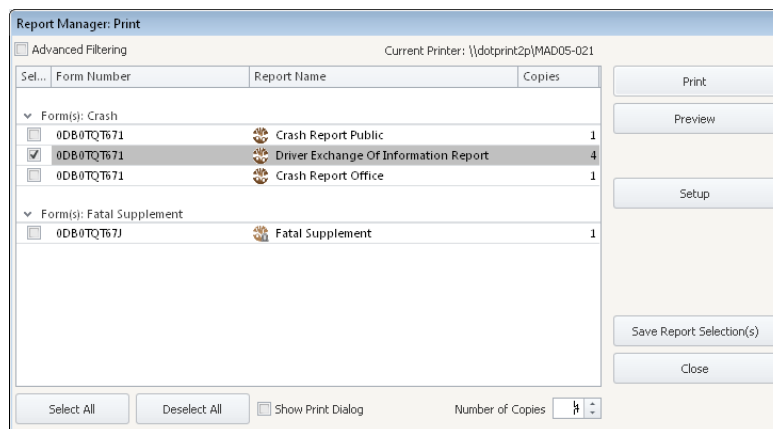 Report Manager: Print
Advanced Filtering Current Printer: \\dotprint2p\MAD05-021
Sel... Form Number Report Name Copies
Print
Preview
Form(s): Crash
0DB0TQT671 Crash Report Public 1
0DB0TQT671 Driver Exchange Of Information Report 4
0DB0TQT671 Crash Report Office 1
Setup
Form(s): Fatal Supplement
0DB0TQT67J Fatal Supplement 1
Save Report Selection(s)
Close
Select All Deselect All Show Print Dialog Number of Copies 4